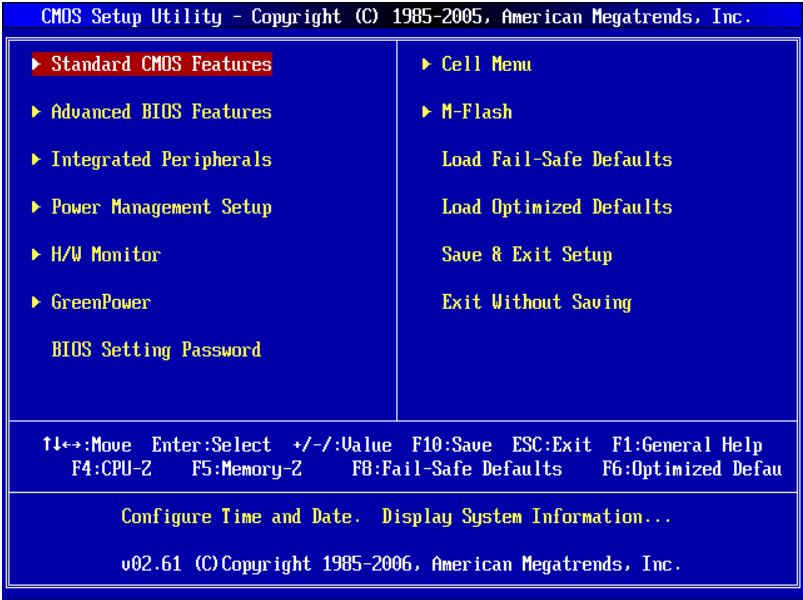 CMOS Setup Utility - Copyright (C) 1985-2005, American Megatrends, Inc.
Standard CMOS Features
Advanced BIOS Features
Integrated Peripherals
Power Management Setup
H/W Monitor
GreenPower
BIOS Setting Password
Cell Menu
M-Flash
Load Fail-Safe Defaults
Load Optimized Defaults
Save & Exit Setup
Exit Without Saving
↑↓←→:Move Enter:Select +/-/:Value F10:Save ESC:Exit F1:General Help
F4:CPU-Z F5:Memory-Z F8:Fail-Safe Defaults F6:Optimized Defau
Configure Time and Date. Display System Information...
v02.61 (C)Copyright 1985-2006, American Megatrends, Inc.